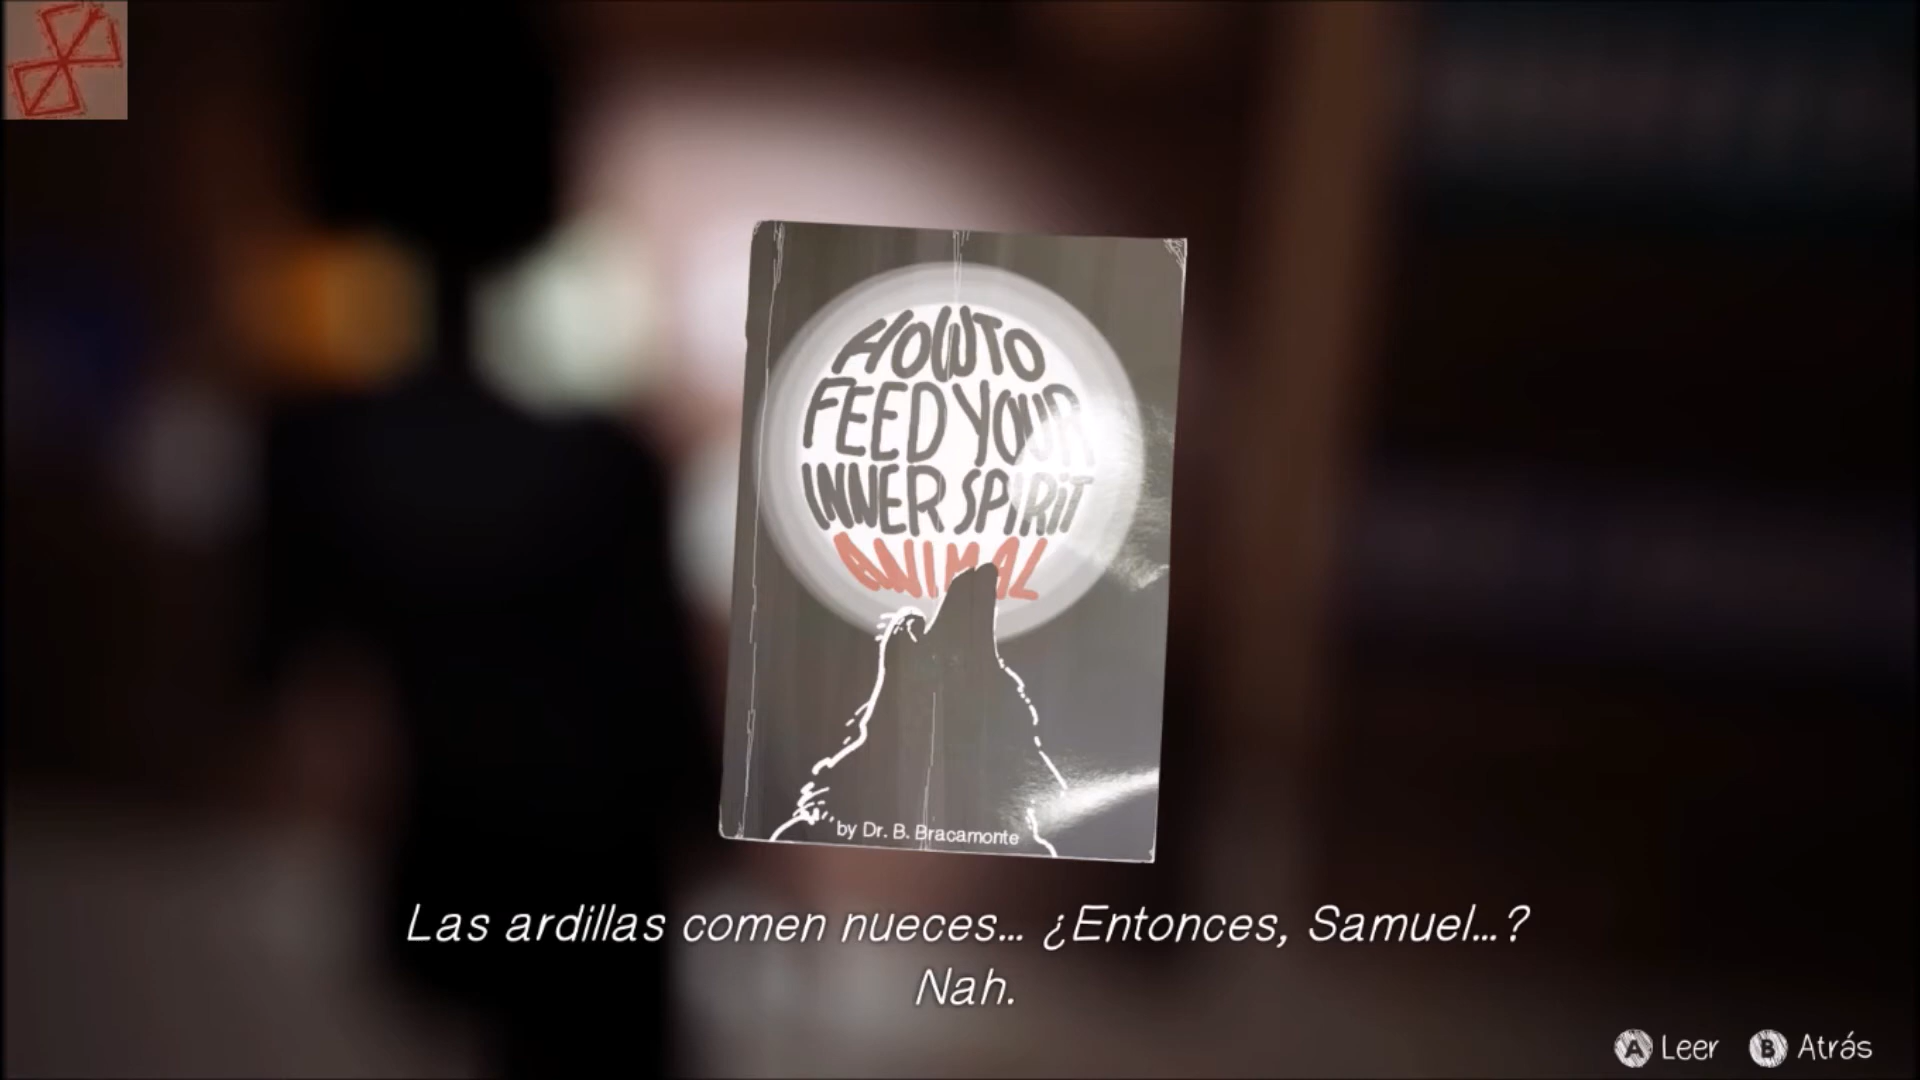 HOW TO
FEED YOUR
INNER SPIRIT
ANIMAL
by Dr. B. Bracamonte
Las ardillas comen nueces... ¿Entonces, Samuel...?
Nah.
A Leer B Atrás